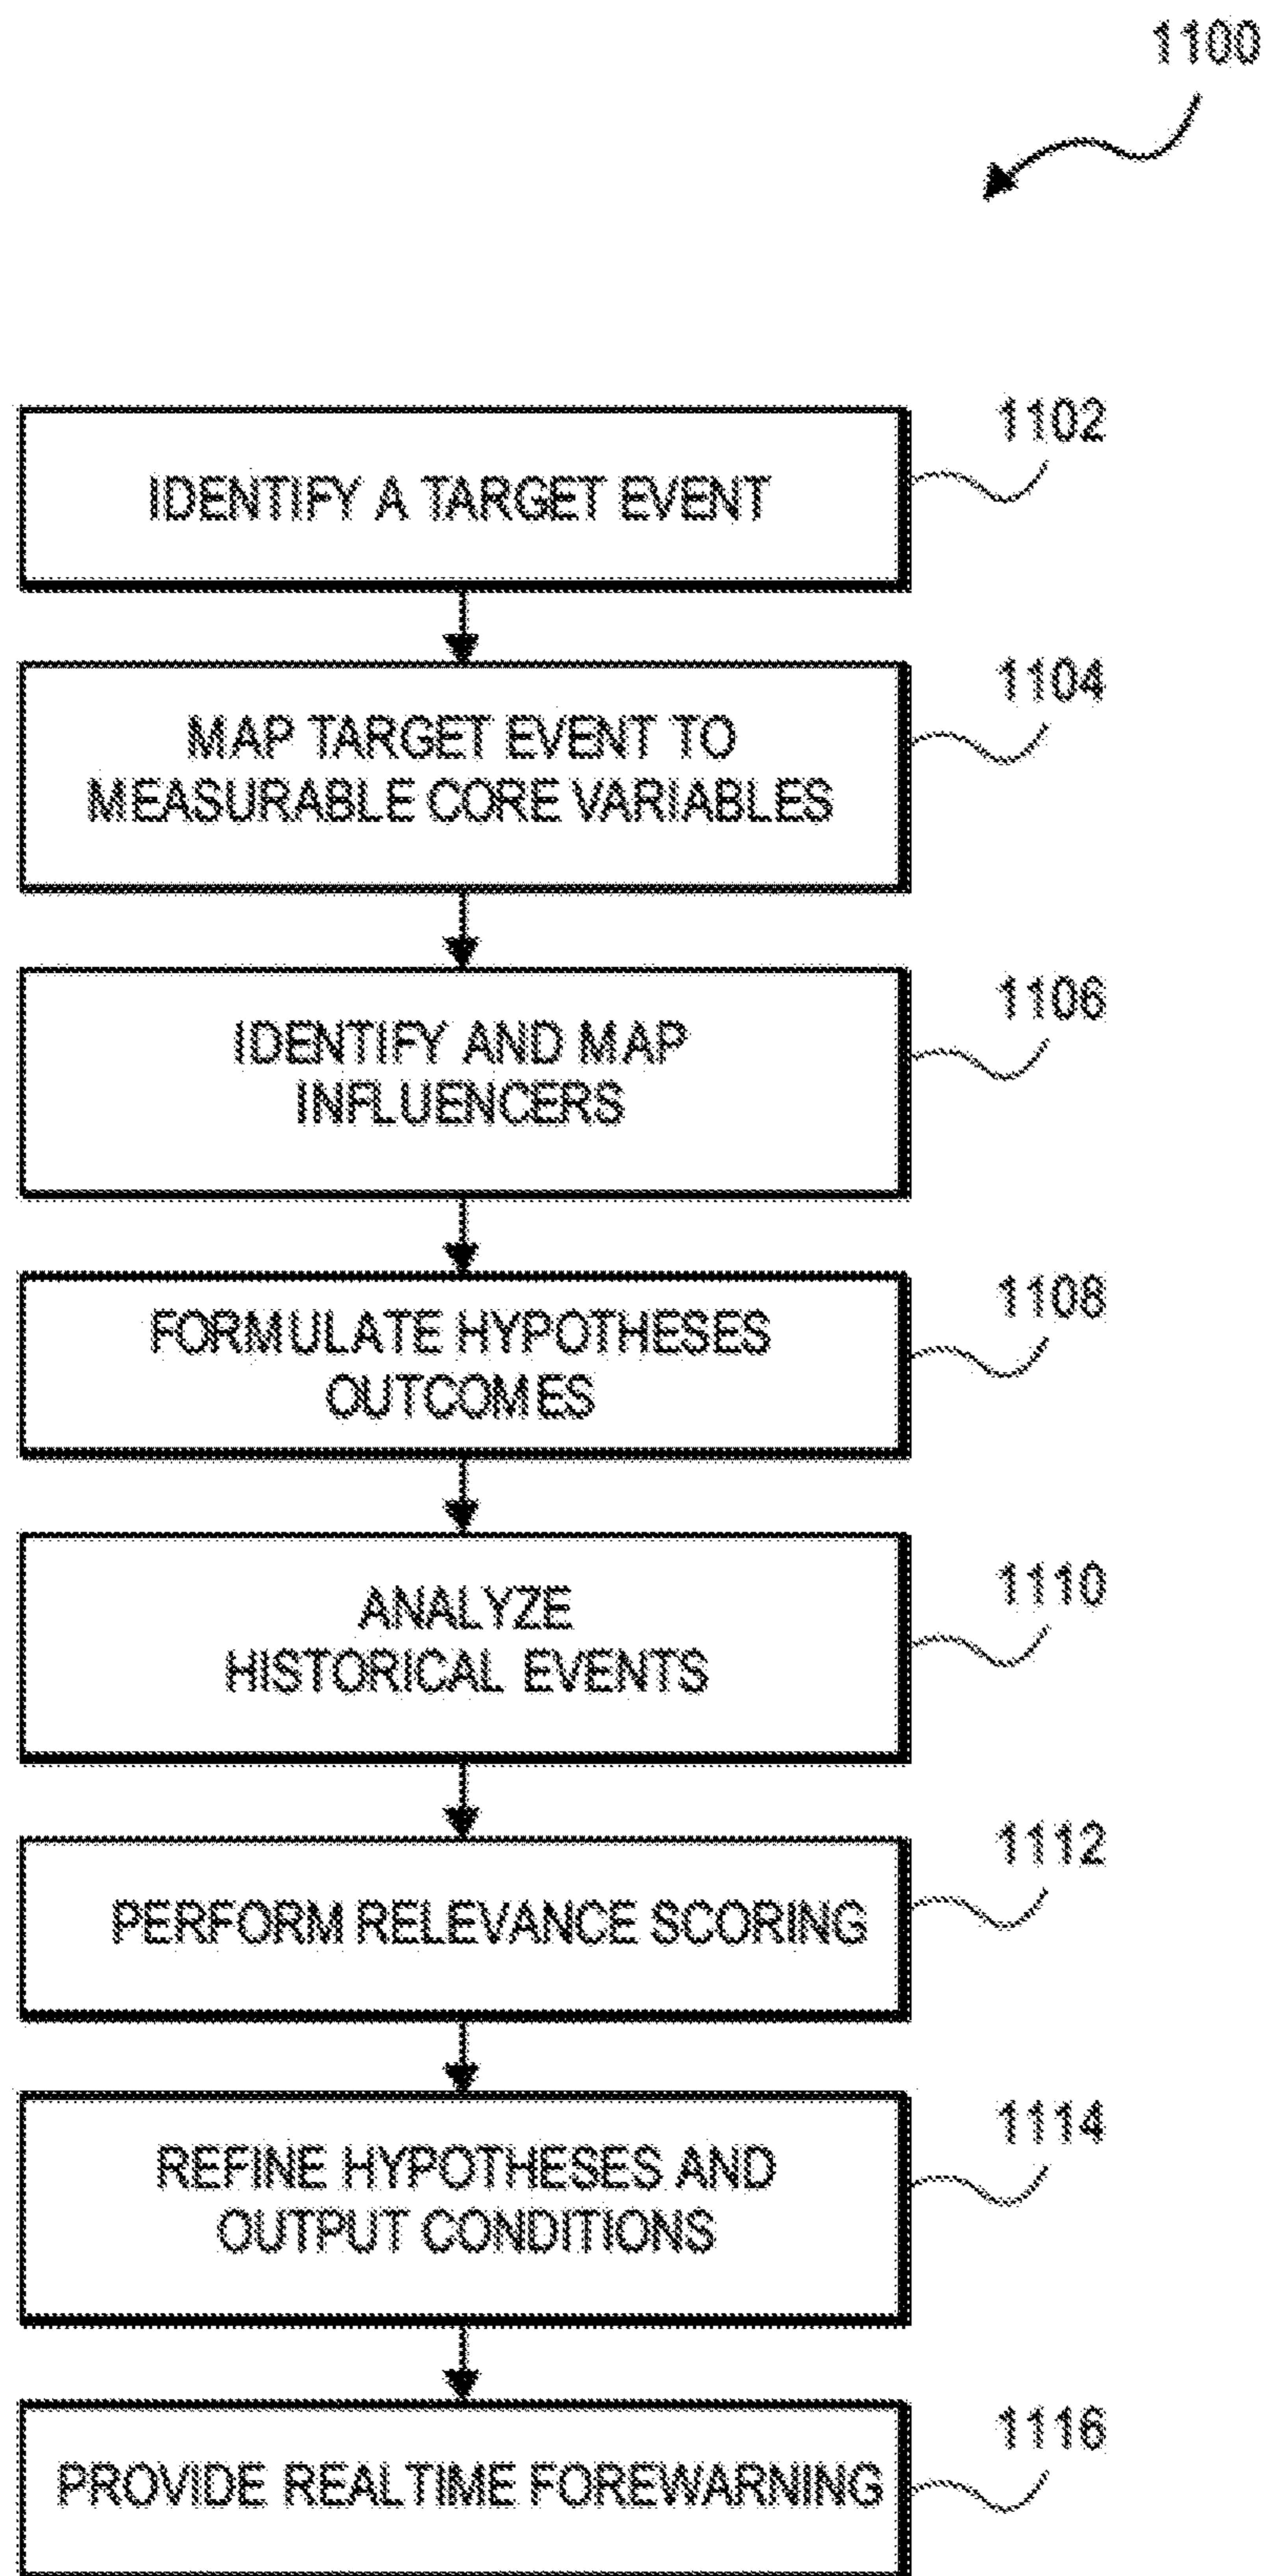 1100
1102
IDENTIFY A TARGET EVENT
1104
MAP TARGET EVENT TO
MEASURABLE CORE VARIABLES
1106
IDENTIFY AND MAP
INFLUENCERS
1108
FORMULATE HYPOTHESES
OUTCOMES
1110
ANALYZE
HISTORICAL EVENTS
1112
PERFORM RELEVANCE SCORING
1114
REFINE HYPOTHESES AND
OUTPUT CONDITIONS
1116
PROVIDE REALTIME FOREWARNING